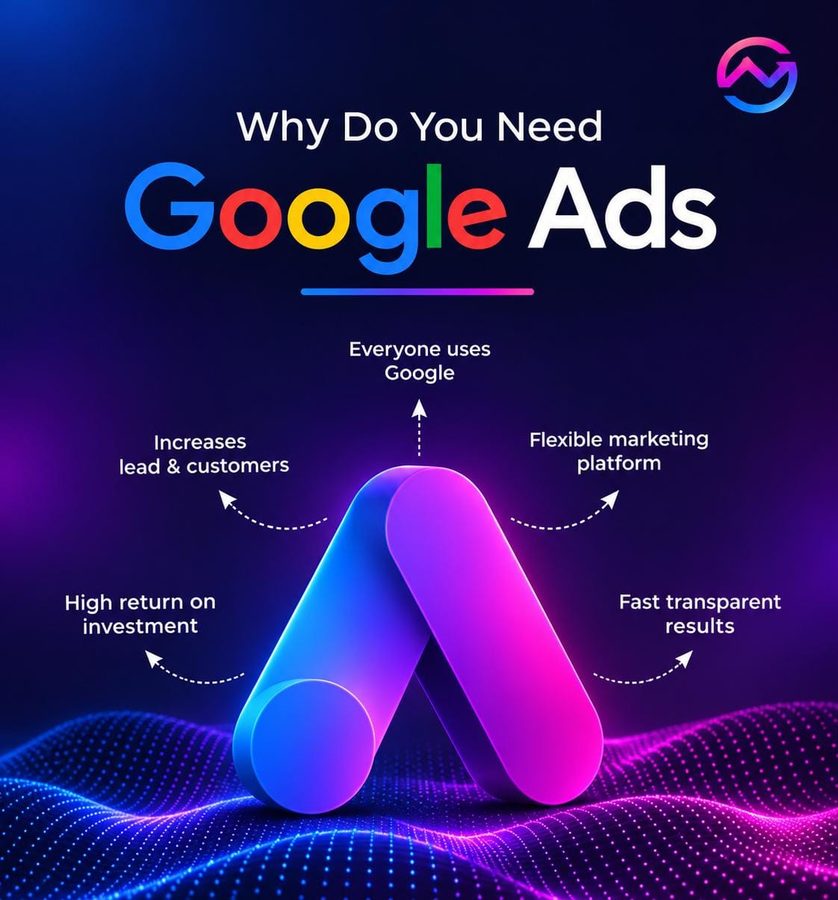 Why Do You Need
Google Ads
Everyone uses
Google
Increases
lead & customers
Flexible marketing
platform
High return on
investment
Fast transparent
results